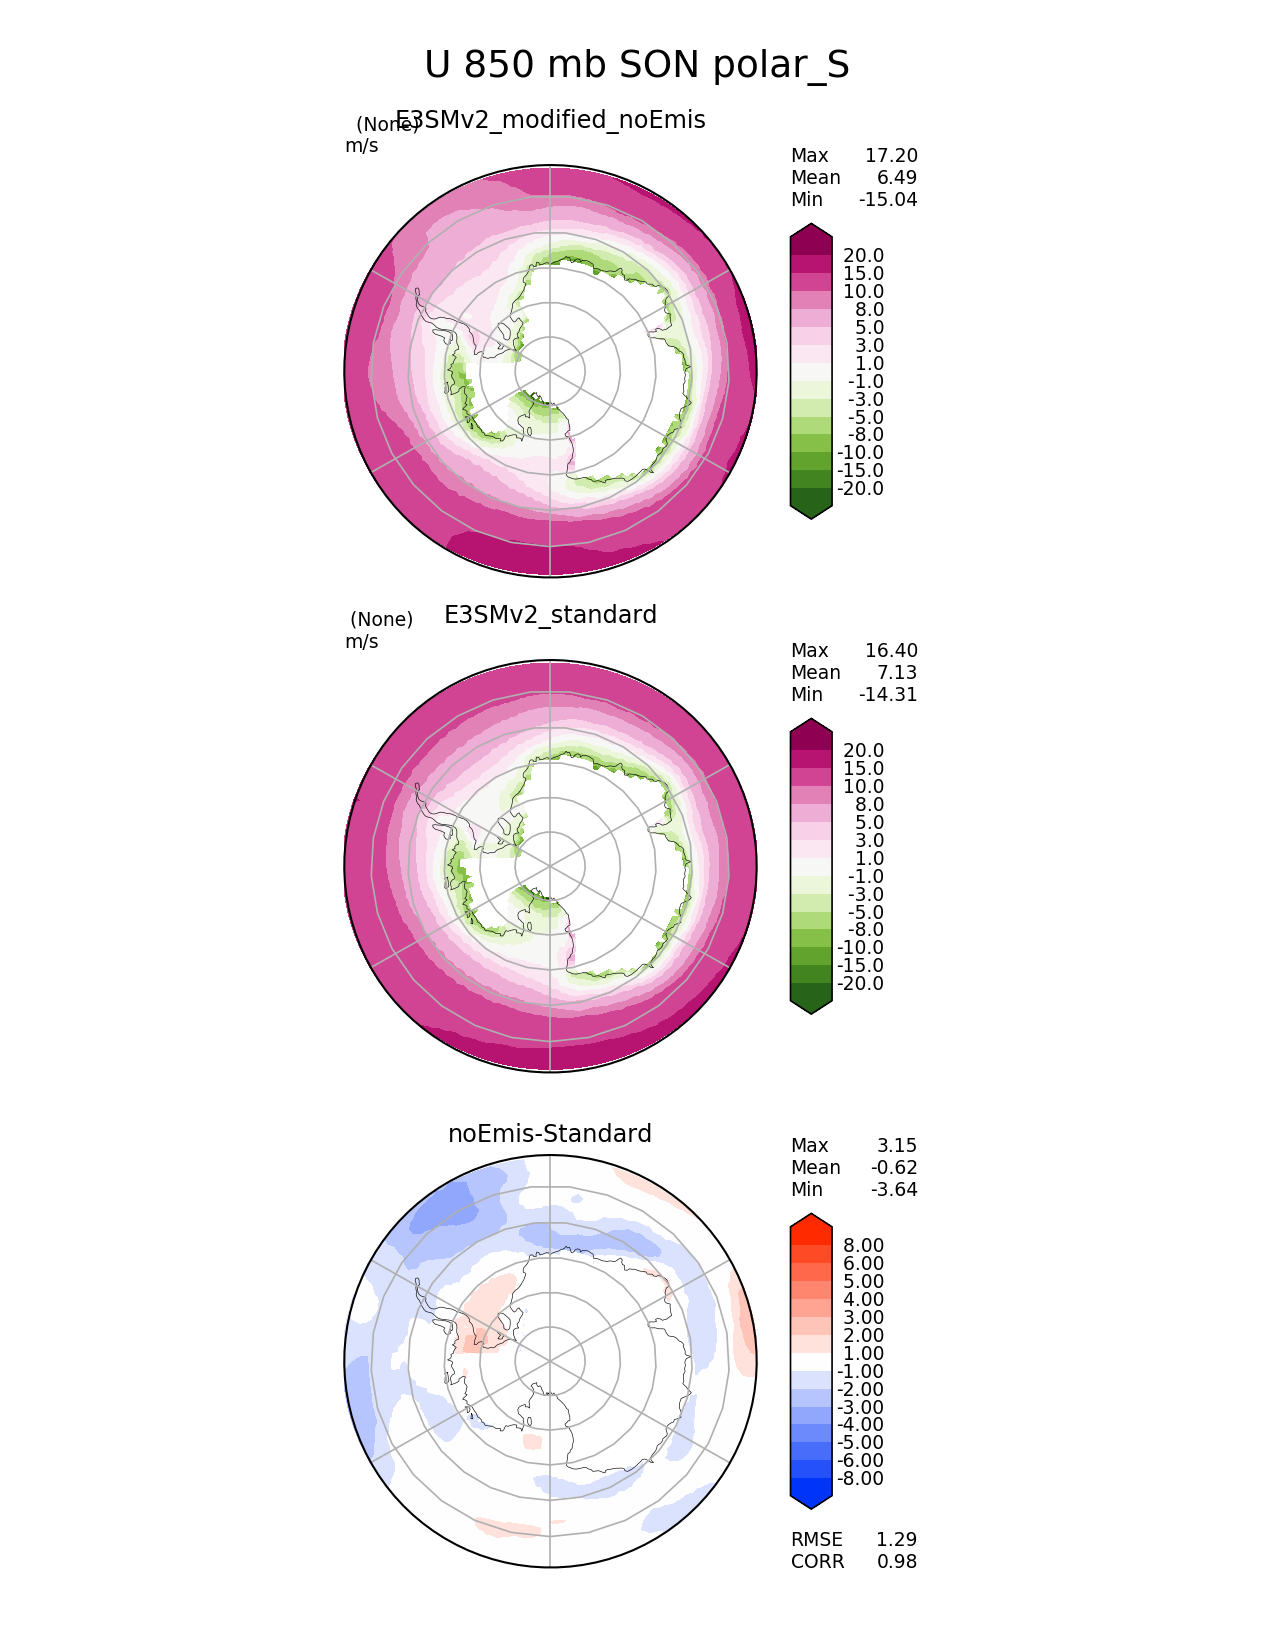 U 850 mb SON polar_S
E3SMv2_modified_noEmis
(None)
m/s
Max 17.20
Mean 6.49
Min -15.04
20.0
15.0
10.0
8.0
5.0
3.0
1.0
-1.0
-3.0
-5.0
-8.0
-10.0
-15.0
-20.0
(None) E3SMv2_standard
m/s
Max 16.40
Mean 7.13
Min -14.31
20.0
15.0
10.0
8.0
5.0
3.0
1.0
-1.0
-3.0
-5.0
-8.0
-10.0
-15.0
-20.0
noEmis-Standard
Max 3.15
Mean -0.62
Min -3.64
8.00
6.00
5.00
4.00
3.00
2.00
1.00
-1.00
-2.00
-3.00
-4.00
-5.00
-6.00
-8.00
RMSE 1.29
CORR 0.98